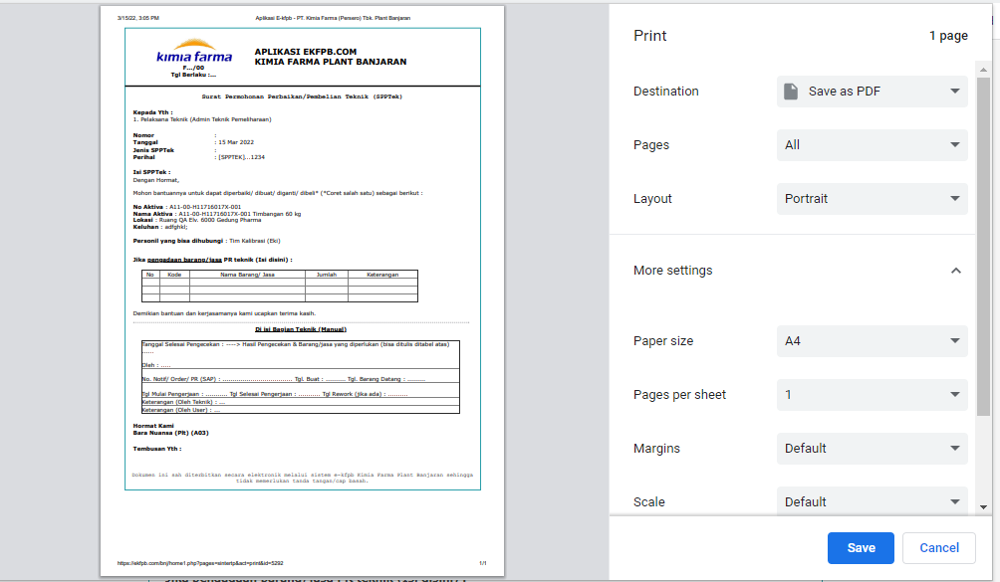 3/15/22, 3:05 PM Aplikasi E-kfpb - PT. Kimia Farma (Persero) Tbk. Plant Banjaran
kimia farma
F.../00
Tgl Berlaku :...
APLIKASI EKFPB.COM
KIMIA FARMA PLANT BANJARAN
Surat Permohonan Perbaikan/Pembelian Teknik (SPPTek)
Kepada Yth :
1. Pelaksana Teknik (Admin Teknik Pemeliharaan)
Nomor :
Tanggal : 15 Mar 2022
Jenis SPPTek :
Perihal : [SPPTEK]...1234
Isi SPPTek :
Dengan Hormat,
Mohon bantuannya untuk dapat diperbaiki/ dibuat/ diganti/ dibeli* (*Coret salah satu) sebagai berikut :
No Aktiva : A11-00-H11716017X-001
Nama Aktiva : A11-00-H11716017X-001 Timbangan 60 kg
Lokasi : Ruang QA Elv. 6000 Gedung Pharma
Keluhan : adfghkl;
Personil yang bisa dihubungi : Tim Kalibrasi (Eki)
Jika pengadaan barang/jasa PR teknik (Isi disini) :
No Kode Nama Barang/ Jasa Jumlah Keterangan
Demikian bantuan dan kerjasamanya kami ucapkan terima kasih.
Di isi Bagian Teknik (Manual)
Tanggal Selesai Pengecekan : ----> Hasil Pengecekan & Barang/jasa yang diperlukan (bisa ditulis ditabel atas)
......
Oleh : .....
No. Notif/ Order/ PR (SAP) : ................................ Tgl. Buat : ......... Tgl. Barang Datang : ........
Tgl Mulai Pengerjaan : .......... Tgl Selesai Pengerjaan : .......... Tgl Rework (jika ada) : .........
Keterangan (Oleh Teknik) : ...
Keterangan (Oleh User) : ...
Hormat Kami
Bara Nuansa (Plt) (A03)
Tembusan Yth :
Dokumen ini sah diterbitkan secara elektronik melalui sistem e-kfpb Kimia Farma Plant Banjaran sehingga
tidak memerlukan tanda tangan/cap basah.
https://ekfpb.com/bnj/home1.php?pages=wintertp&act=print&id=5292 1/1
Print 1 page
Destination Save as PDF
Pages All
Layout Portrait
More settings
Paper size A4
Pages per sheet 1
Margins Default
Scale Default
Save Cancel